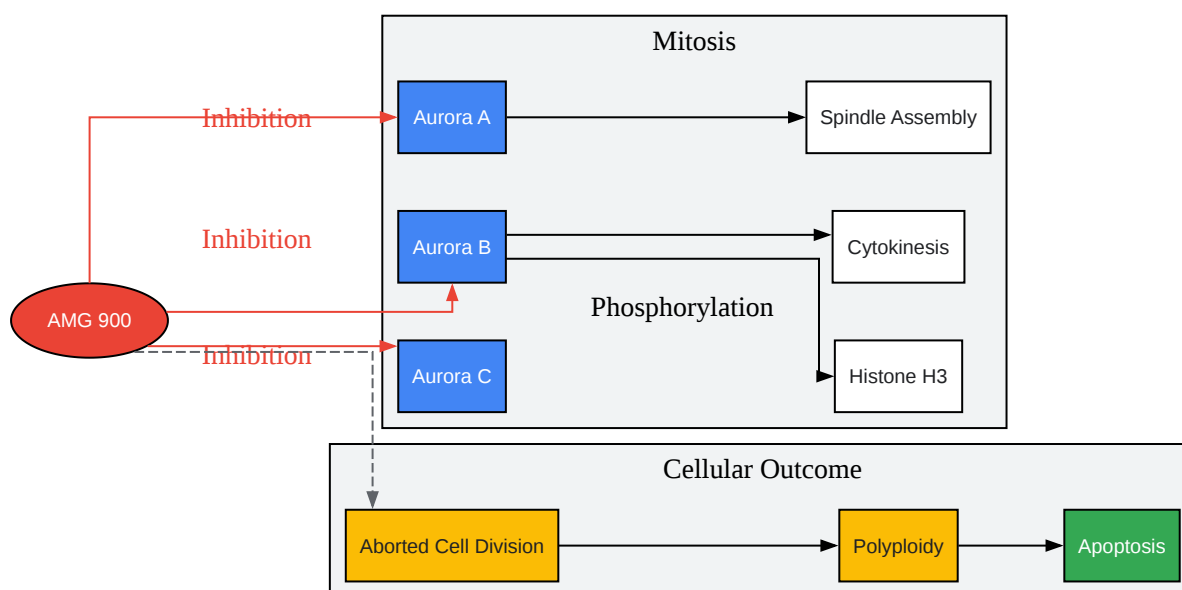 Mitosis
Inhibition
Aurora A
Spindle Assembly
Inhibition
Aurora B
Cytokinesis
Phosphorylation
AMG 900
Inhibition
Aurora C
Histone H3
Cellular Outcome
Aborted Cell Division
Polyploidy
Apoptosis